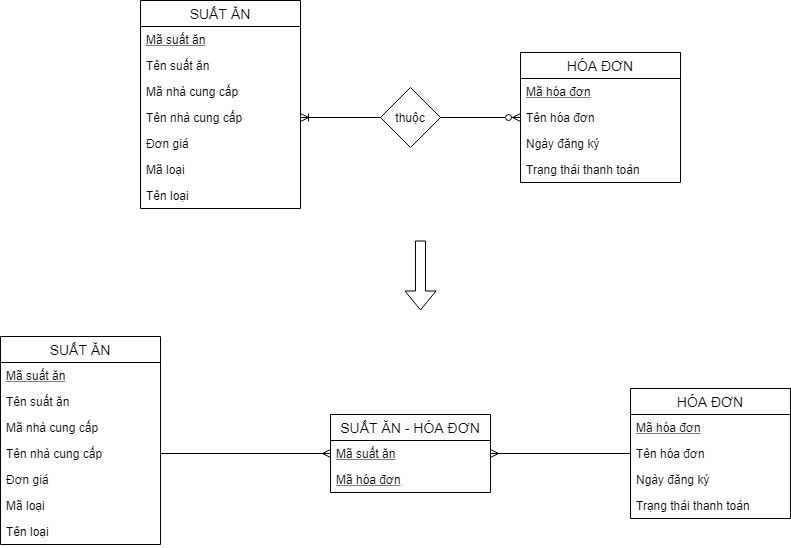 SUẤT ĂN
Mã suất ăn
Tên suất ăn
Mã nhà cung cấp
Tên nhà cung cấp
Đơn giá
Mã loại
Tên loại
thuộc
HÓA ĐƠN
Mã hóa đơn
Tên hóa đơn
Ngày đăng ký
Trạng thái thanh toán
SUẤT ĂN
Mã suất ăn
Tên suất ăn
Mã nhà cung cấp
Tên nhà cung cấp
Đơn giá
Mã loại
Tên loại
SUẤT ĂN - HÓA ĐƠN
Mã suất ăn
Mã hóa đơn
HÓA ĐƠN
Mã hóa đơn
Tên hóa đơn
Ngày đăng ký
Trạng thái thanh toán